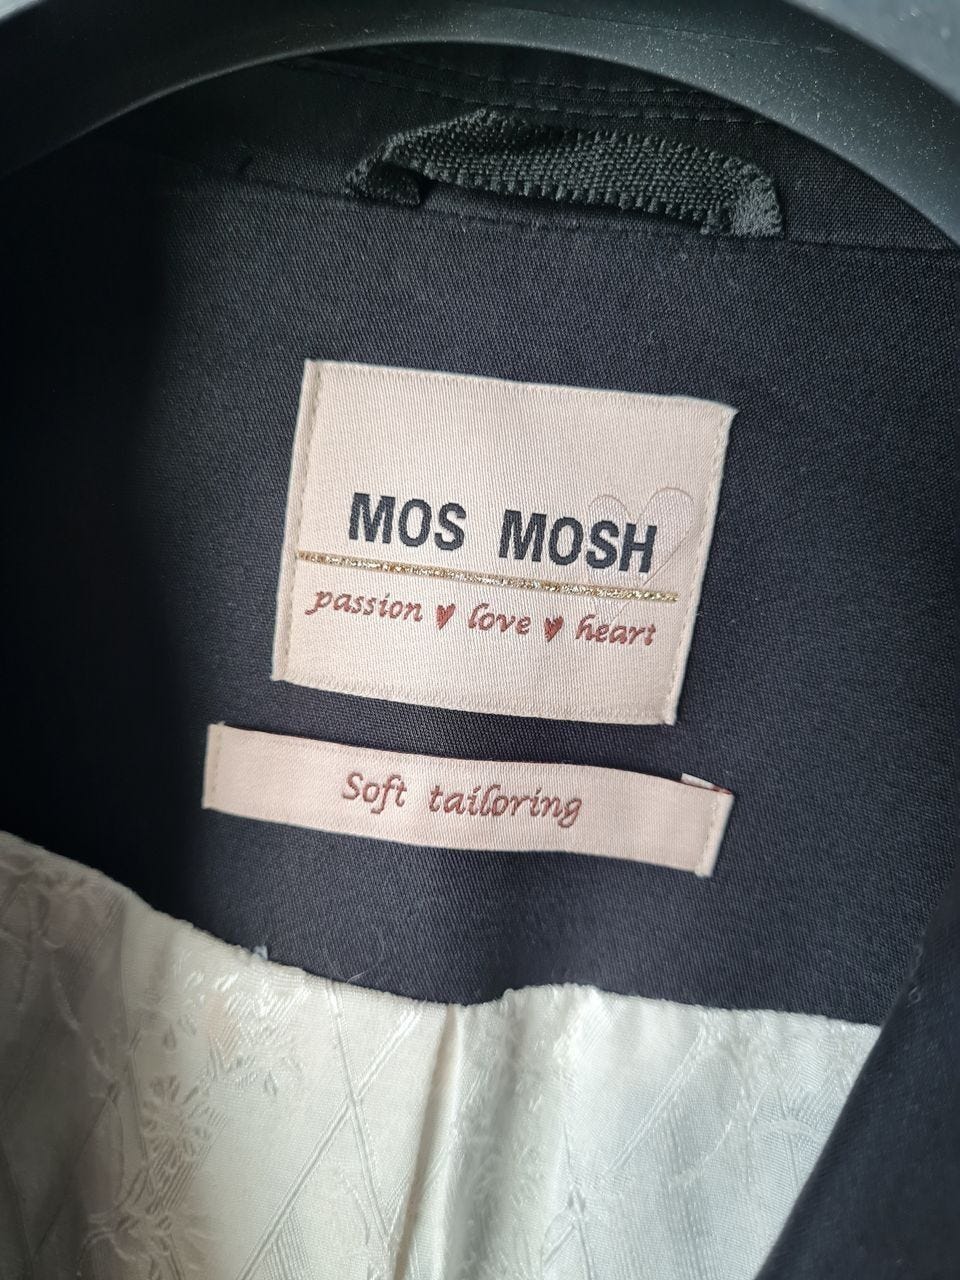 MOS MOSH
passion ♥ love ♥ heart
Soft tailoring